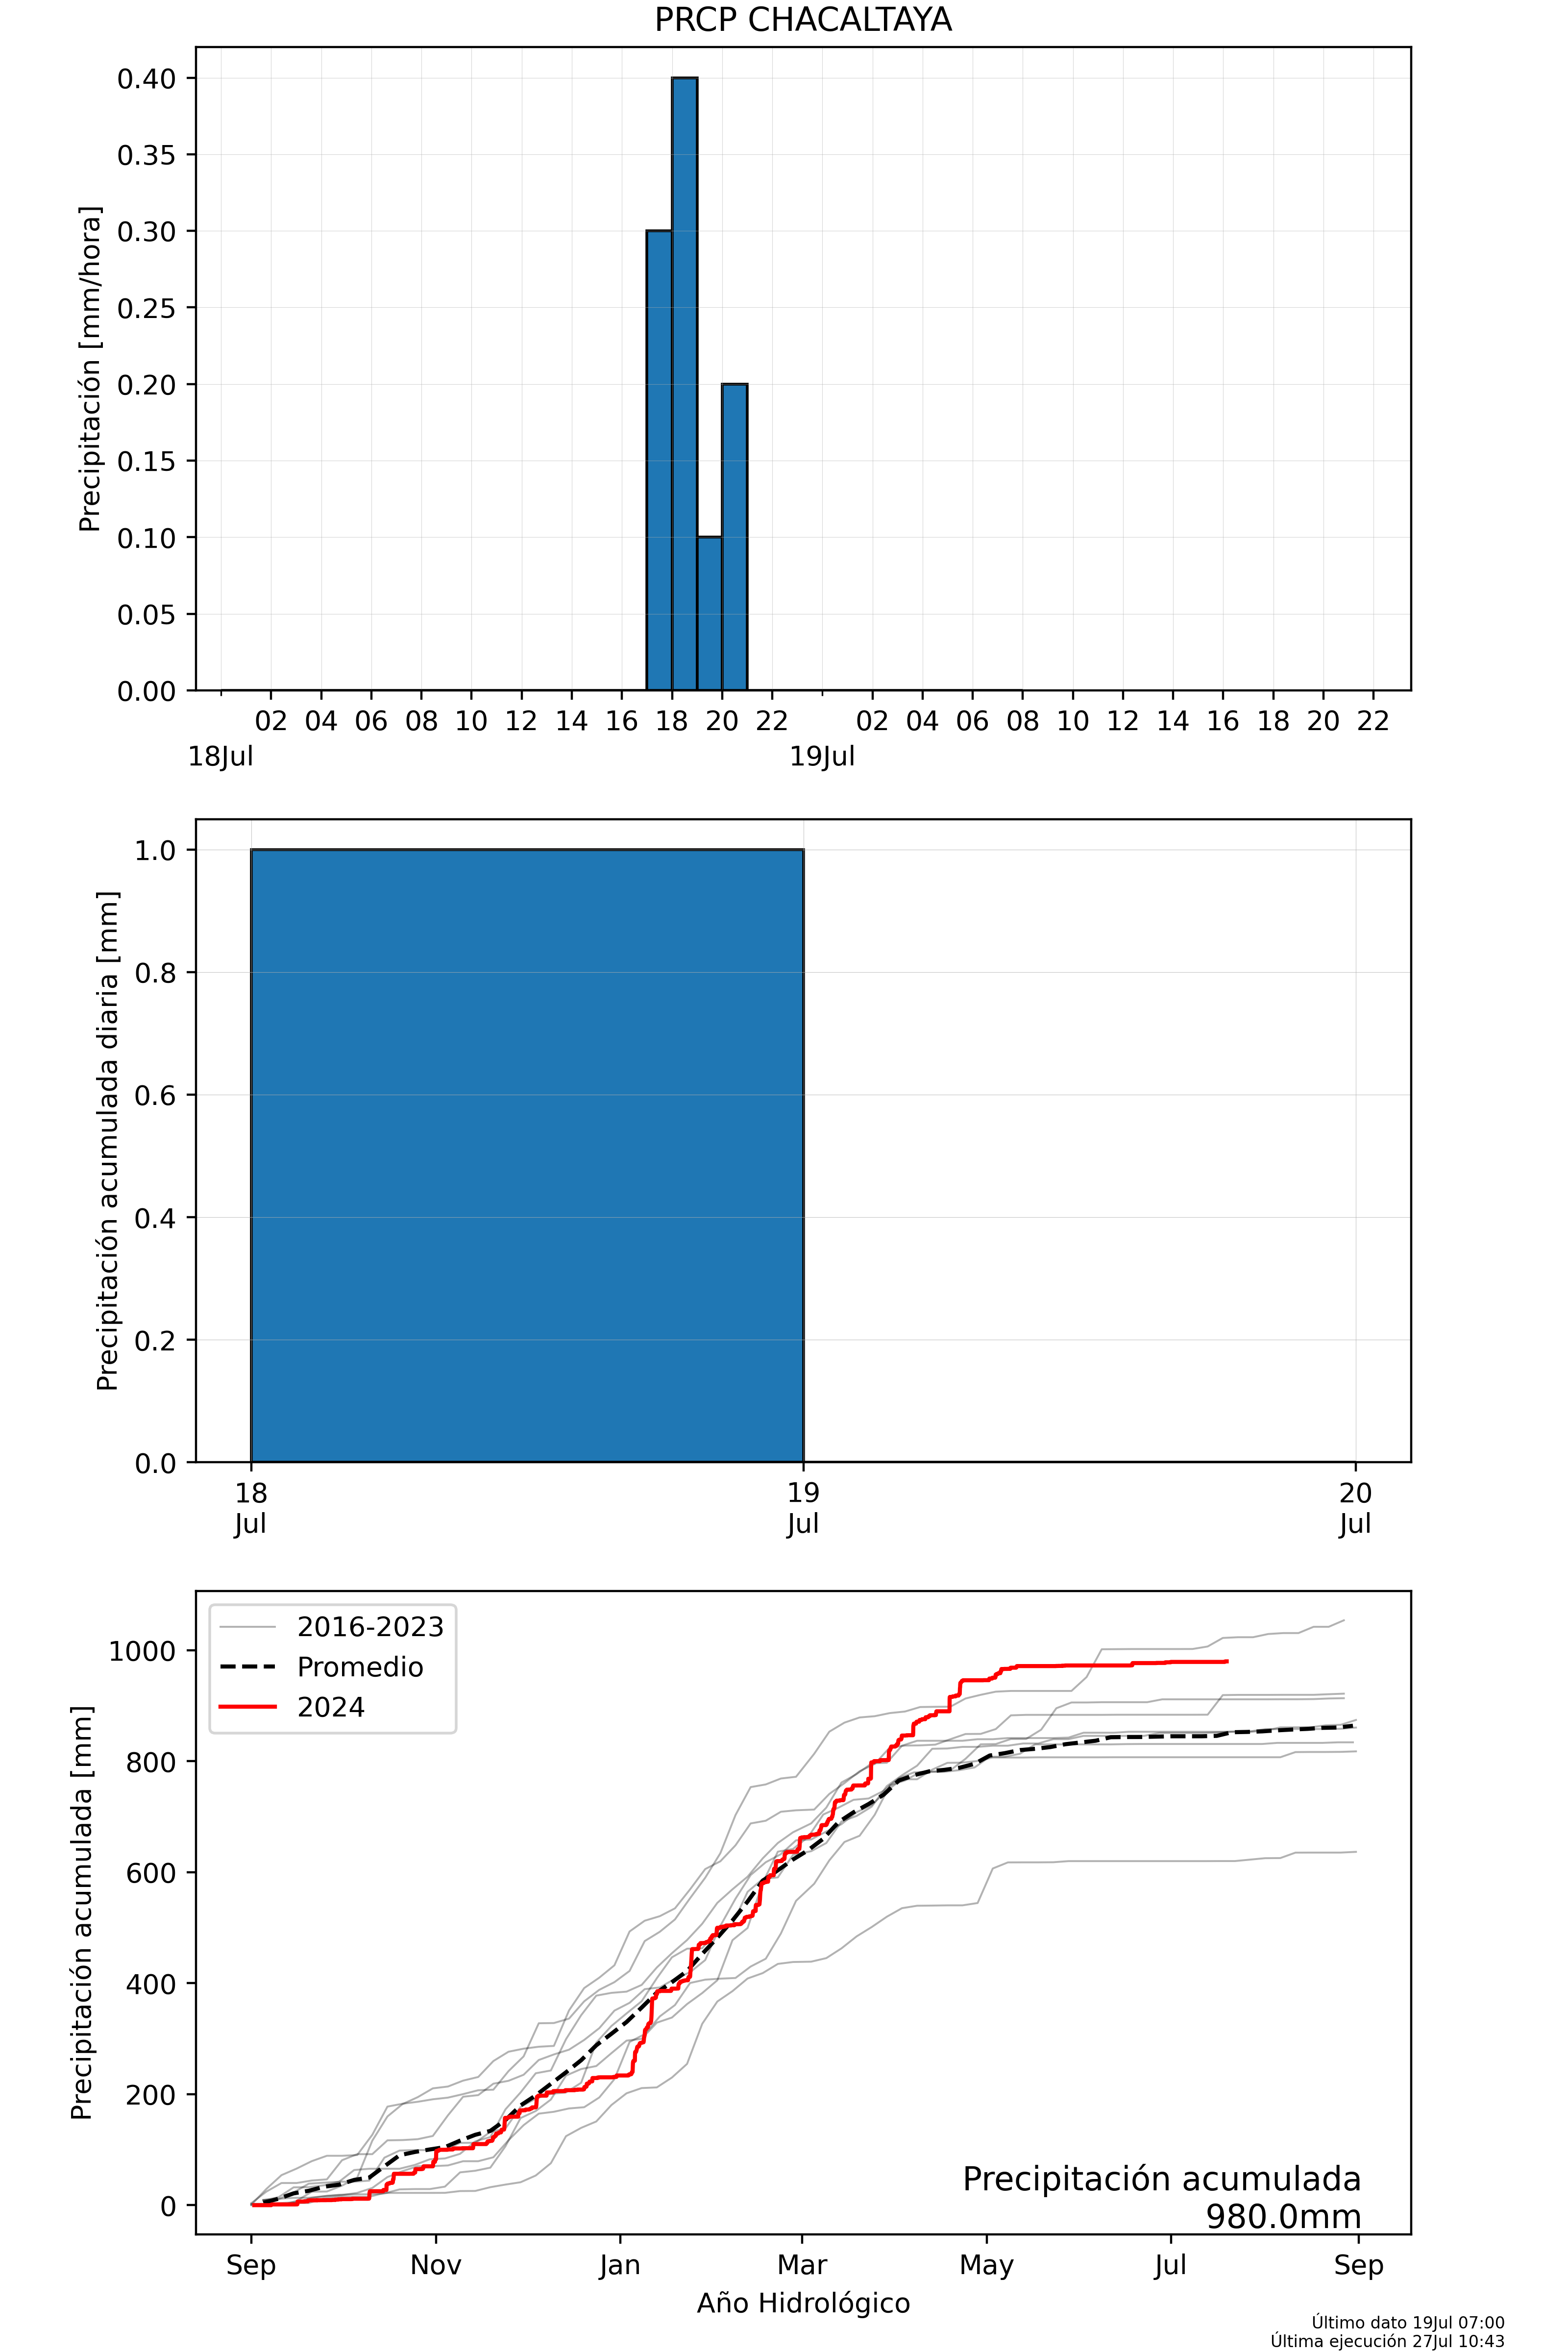 PRCP CHACALTAYA
Precipitación [mm/hora]
0.40
0.35
0.30
0.25
0.20
0.15
0.10
0.05
0.00
02 04 06 08 10 12 14 16 18 20 22 02 04 06 08 10 12 14 16 18 20 22
18Jul 19Jul
Precipitación acumulada diaria [mm]
1.0
0.8
0.6
0.4
0.2
0.0
18 19 20
Jul Jul Jul
Precipitación acumulada [mm]
1000
800
600
400
200
0
2016-2023
Promedio
2024
Precipitación acumulada
980.0mm
Sep Nov Jan Mar May Jul Sep
Año Hidrológico
Último dato 19Jul 07:00
Última ejecución 27Jul 10:43